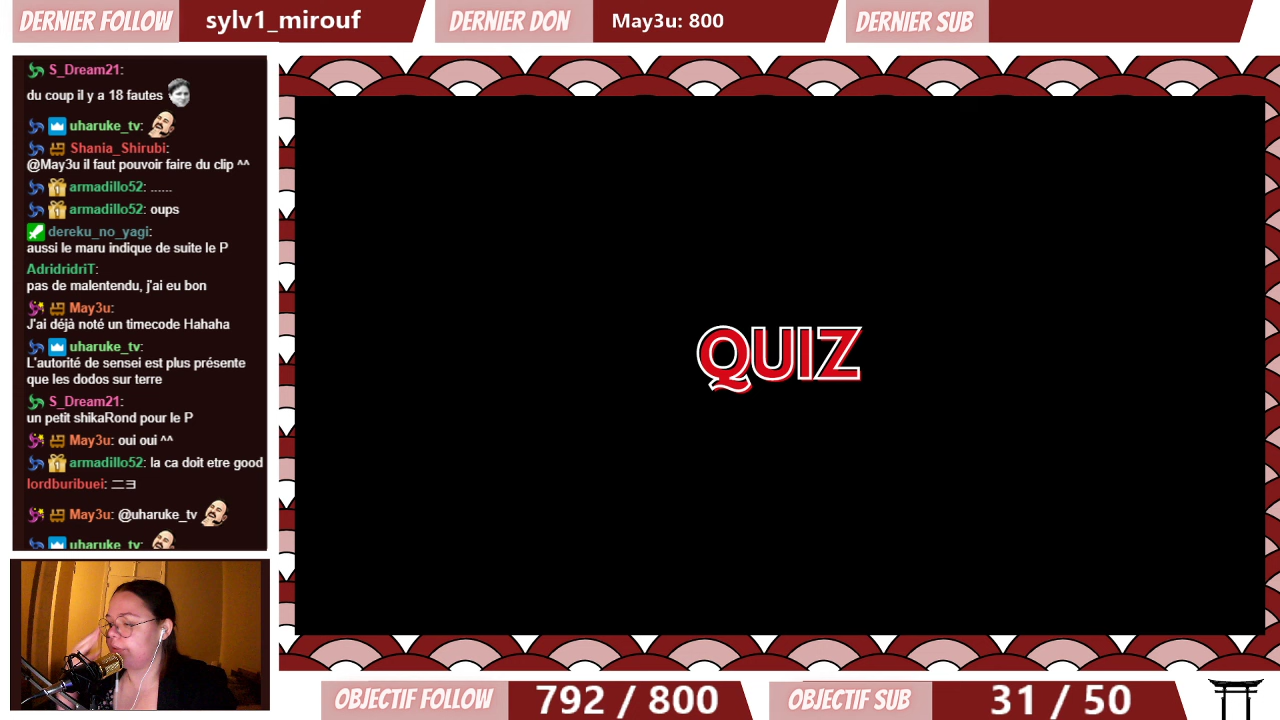 DERNIER FOLLOW sylv1_mirouf DERNIER DON May3u: 800 DERNIER SUB
S_Dream21:
du coup il y a 18 fautes
uharuke_tv:
Shania_Shirubi:
@May3u il faut pouvoir faire du clip ^^
armadillo52: ......
armadillo52: oups
dereku_no_yagi:
aussi le maru indique de suite le P
AdridridriT:
pas de malentendu, j'ai eu bon
May3u:
J'ai déjà noté un timecode Hahaha
uharuke_tv:
L'autorité de sensei est plus présente
que les dodos sur terre
S_Dream21:
un petit shikaRond pour le P
May3u: oui oui ^^
armadillo52: la ca doit etre good
lordburibuei: 二ヨ
May3u: @uharuke_tv
uharuke_tv:
QUIZ
OBJECTIF FOLLOW 792 / 800 OBJECTIF SUB 31 / 50